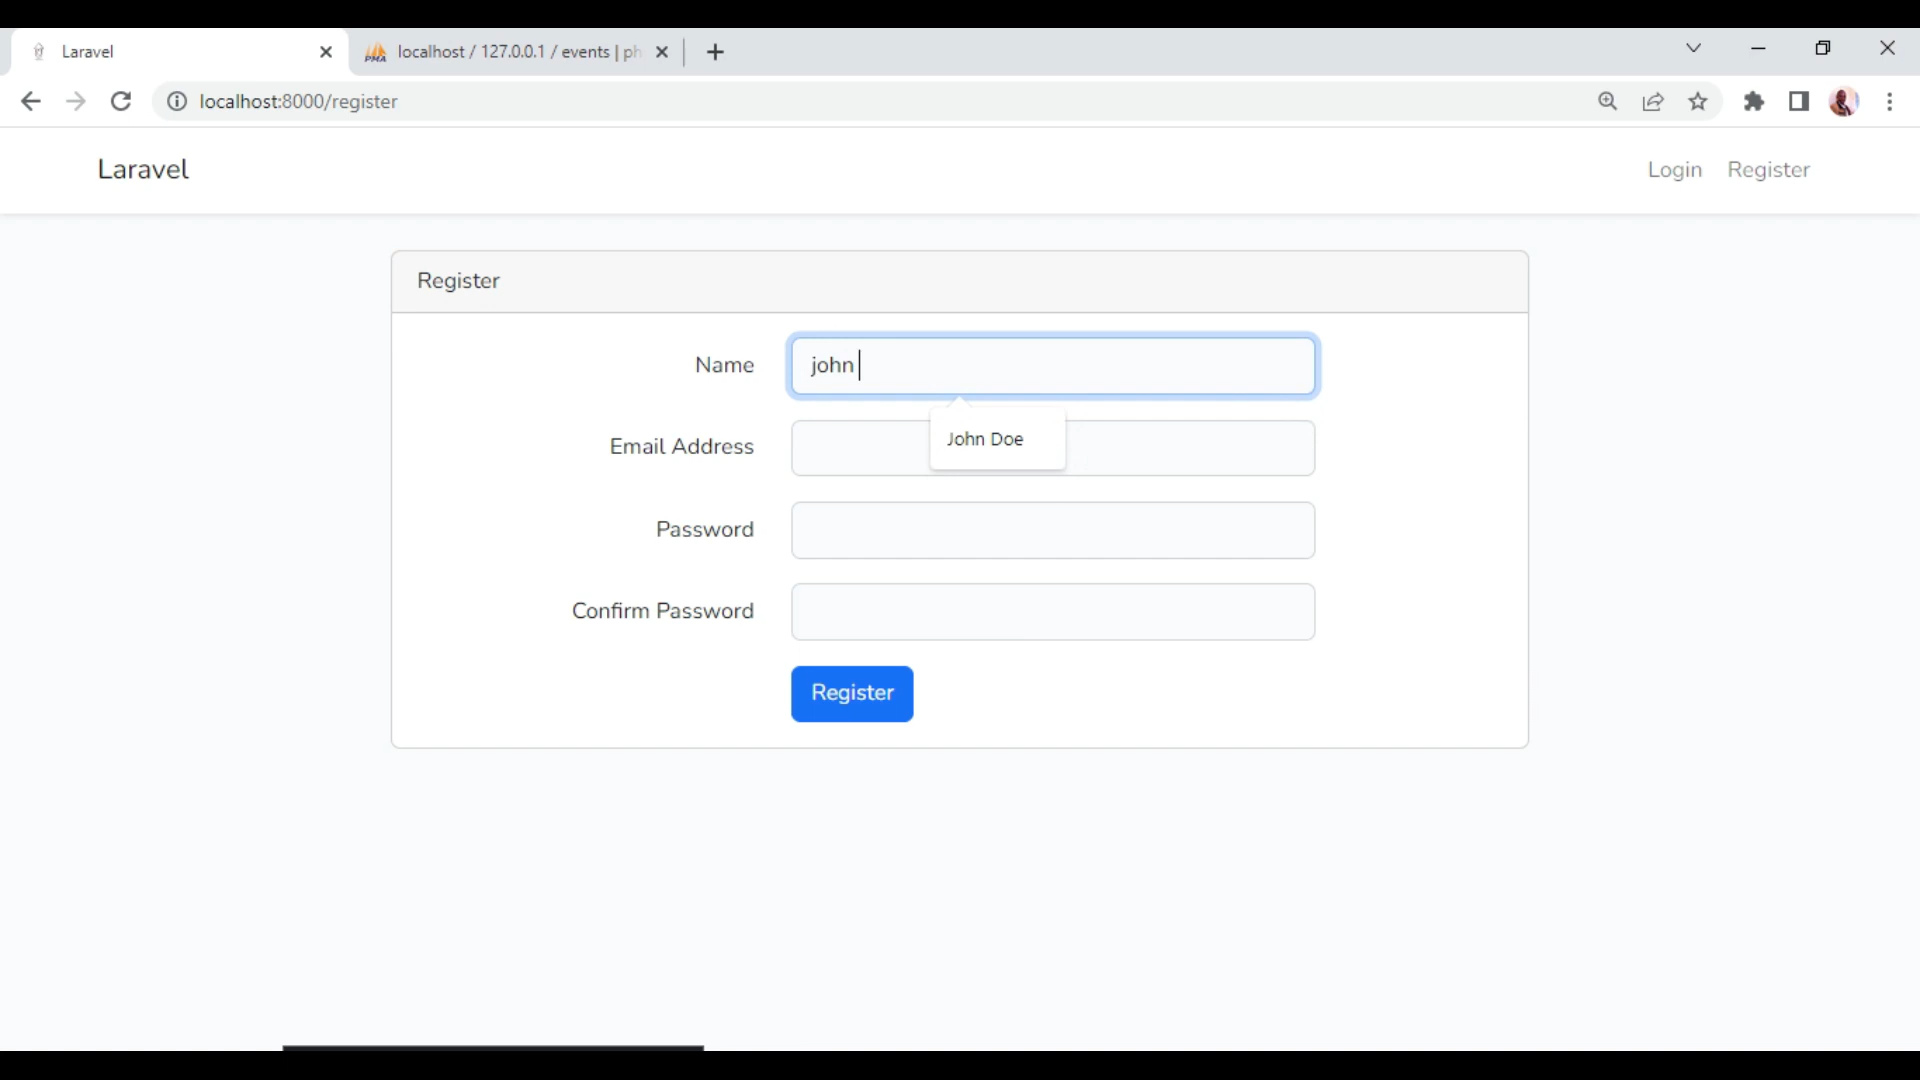 Laravel
localhost / 127.0.0.1 / events | ph
localhost:8000/register
Laravel
Login
Register
Register
Name
john
John Doe
Email Address
Password
Confirm Password
Register